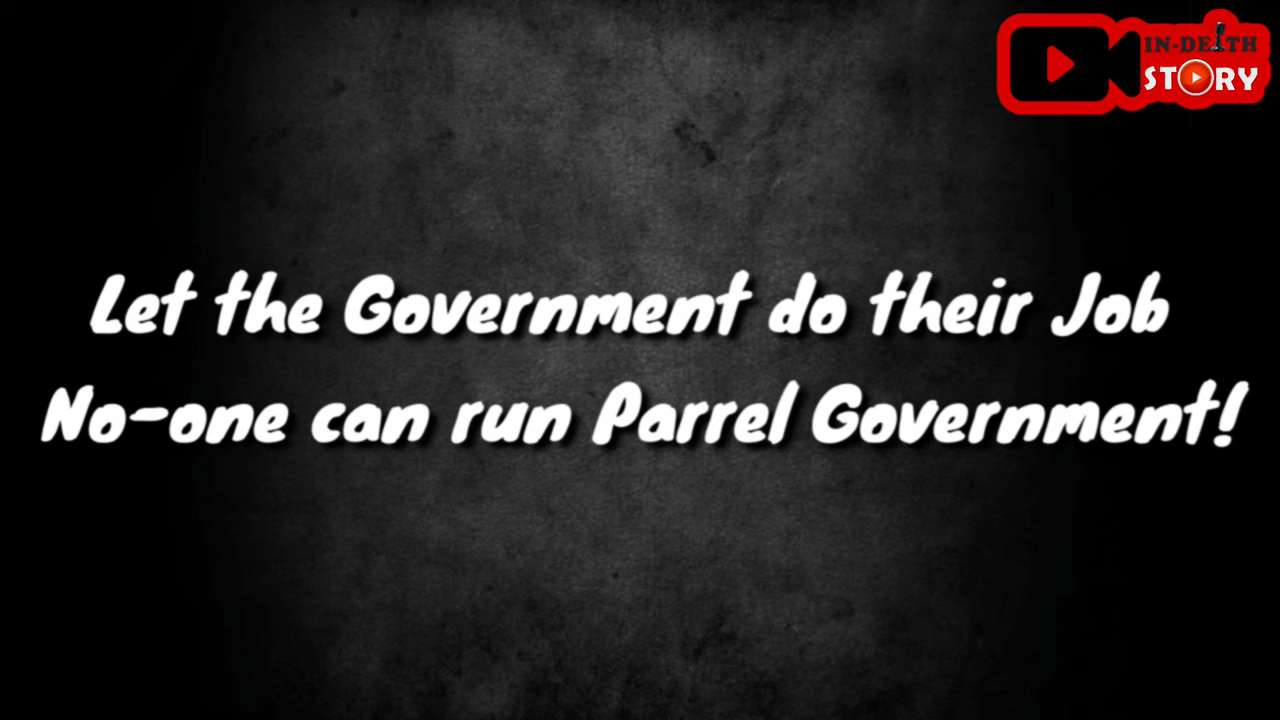 IN-DEPTH
STORY
Let the Government do their Job
No-one can run Parrel Government!